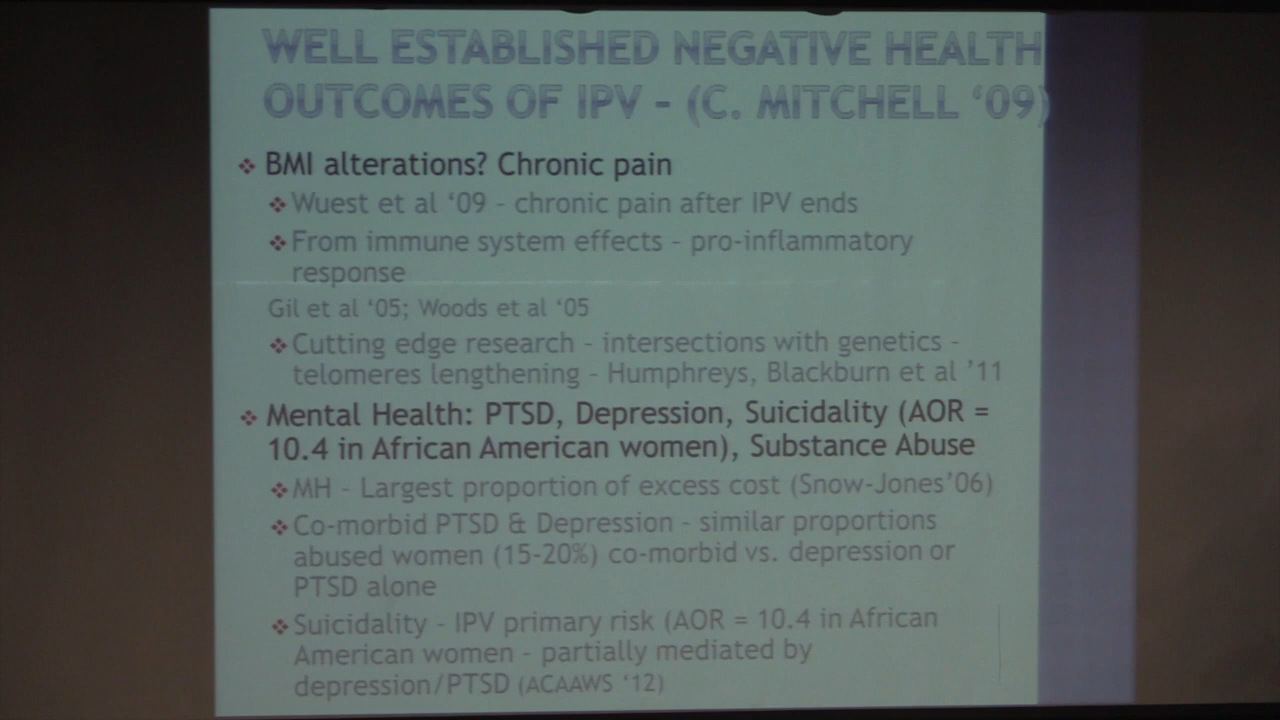 WELL ESTABLISHED NEGATIVE HEALTH
OUTCOMES OF IPV - (C. MITCHELL ‘09)
BMI alterations? Chronic pain
Wuest et al ‘09 - chronic pain after IPV ends
From immune system effects - pro-inflammatory
response
Gil et al ‘05; Woods et al ‘05
Cutting edge research - intersections with genetics -
telomeres lengthening - Humphreys, Blackburn et al ’11
Mental Health: PTSD, Depression, Suicidality (AOR =
10.4 in African American women), Substance Abuse
MH - Largest proportion of excess cost (Snow-Jones’06)
Co-morbid PTSD & Depression - similar proportions
abused women (15-20%) co-morbid vs. depression or
PTSD alone
Suicidality - IPV primary risk (AOR = 10.4 in African
American women - partially mediated by
depression/PTSD (ACAAWS ‘12)